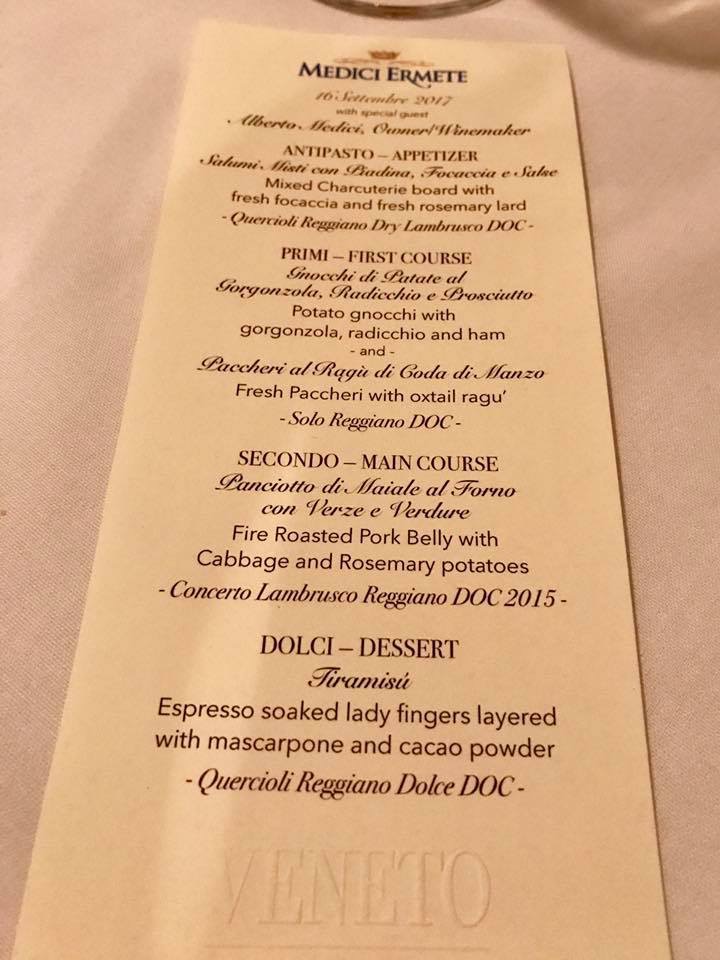 MEDICI ERMETE
16 Settembre 2017
with special guest
Alberto Medici, Owner/Winemaker
ANTIPASTO – APPETIZER
Salumi Misti con Piadina, Focaccia e Salse
Mixed Charcuterie board with
fresh focaccia and fresh rosemary lard
- Quercioli Reggiano Dry Lambrusco DOC -
PRIMI – FIRST COURSE
Gnocchi di Patate al
Gorgonzola, Radicchio e Prosciutto
Potato gnocchi with
gorgonzola, radicchio and ham
- and -
Paccheri al Ragù di Coda di Manzo
Fresh Paccheri with oxtail ragu'
- Solo Reggiano DOC -
SECONDO – MAIN COURSE
Panciotto di Maiale al Forno
con Verze e Verdure
Fire Roasted Pork Belly with
Cabbage and Rosemary potatoes
- Concerto Lambrusco Reggiano DOC 2015 -
DOLCI – DESSERT
Tiramisú
Espresso soaked lady fingers layered
with mascarpone and cacao powder
- Quercioli Reggiano Dolce DOC -
VENETO